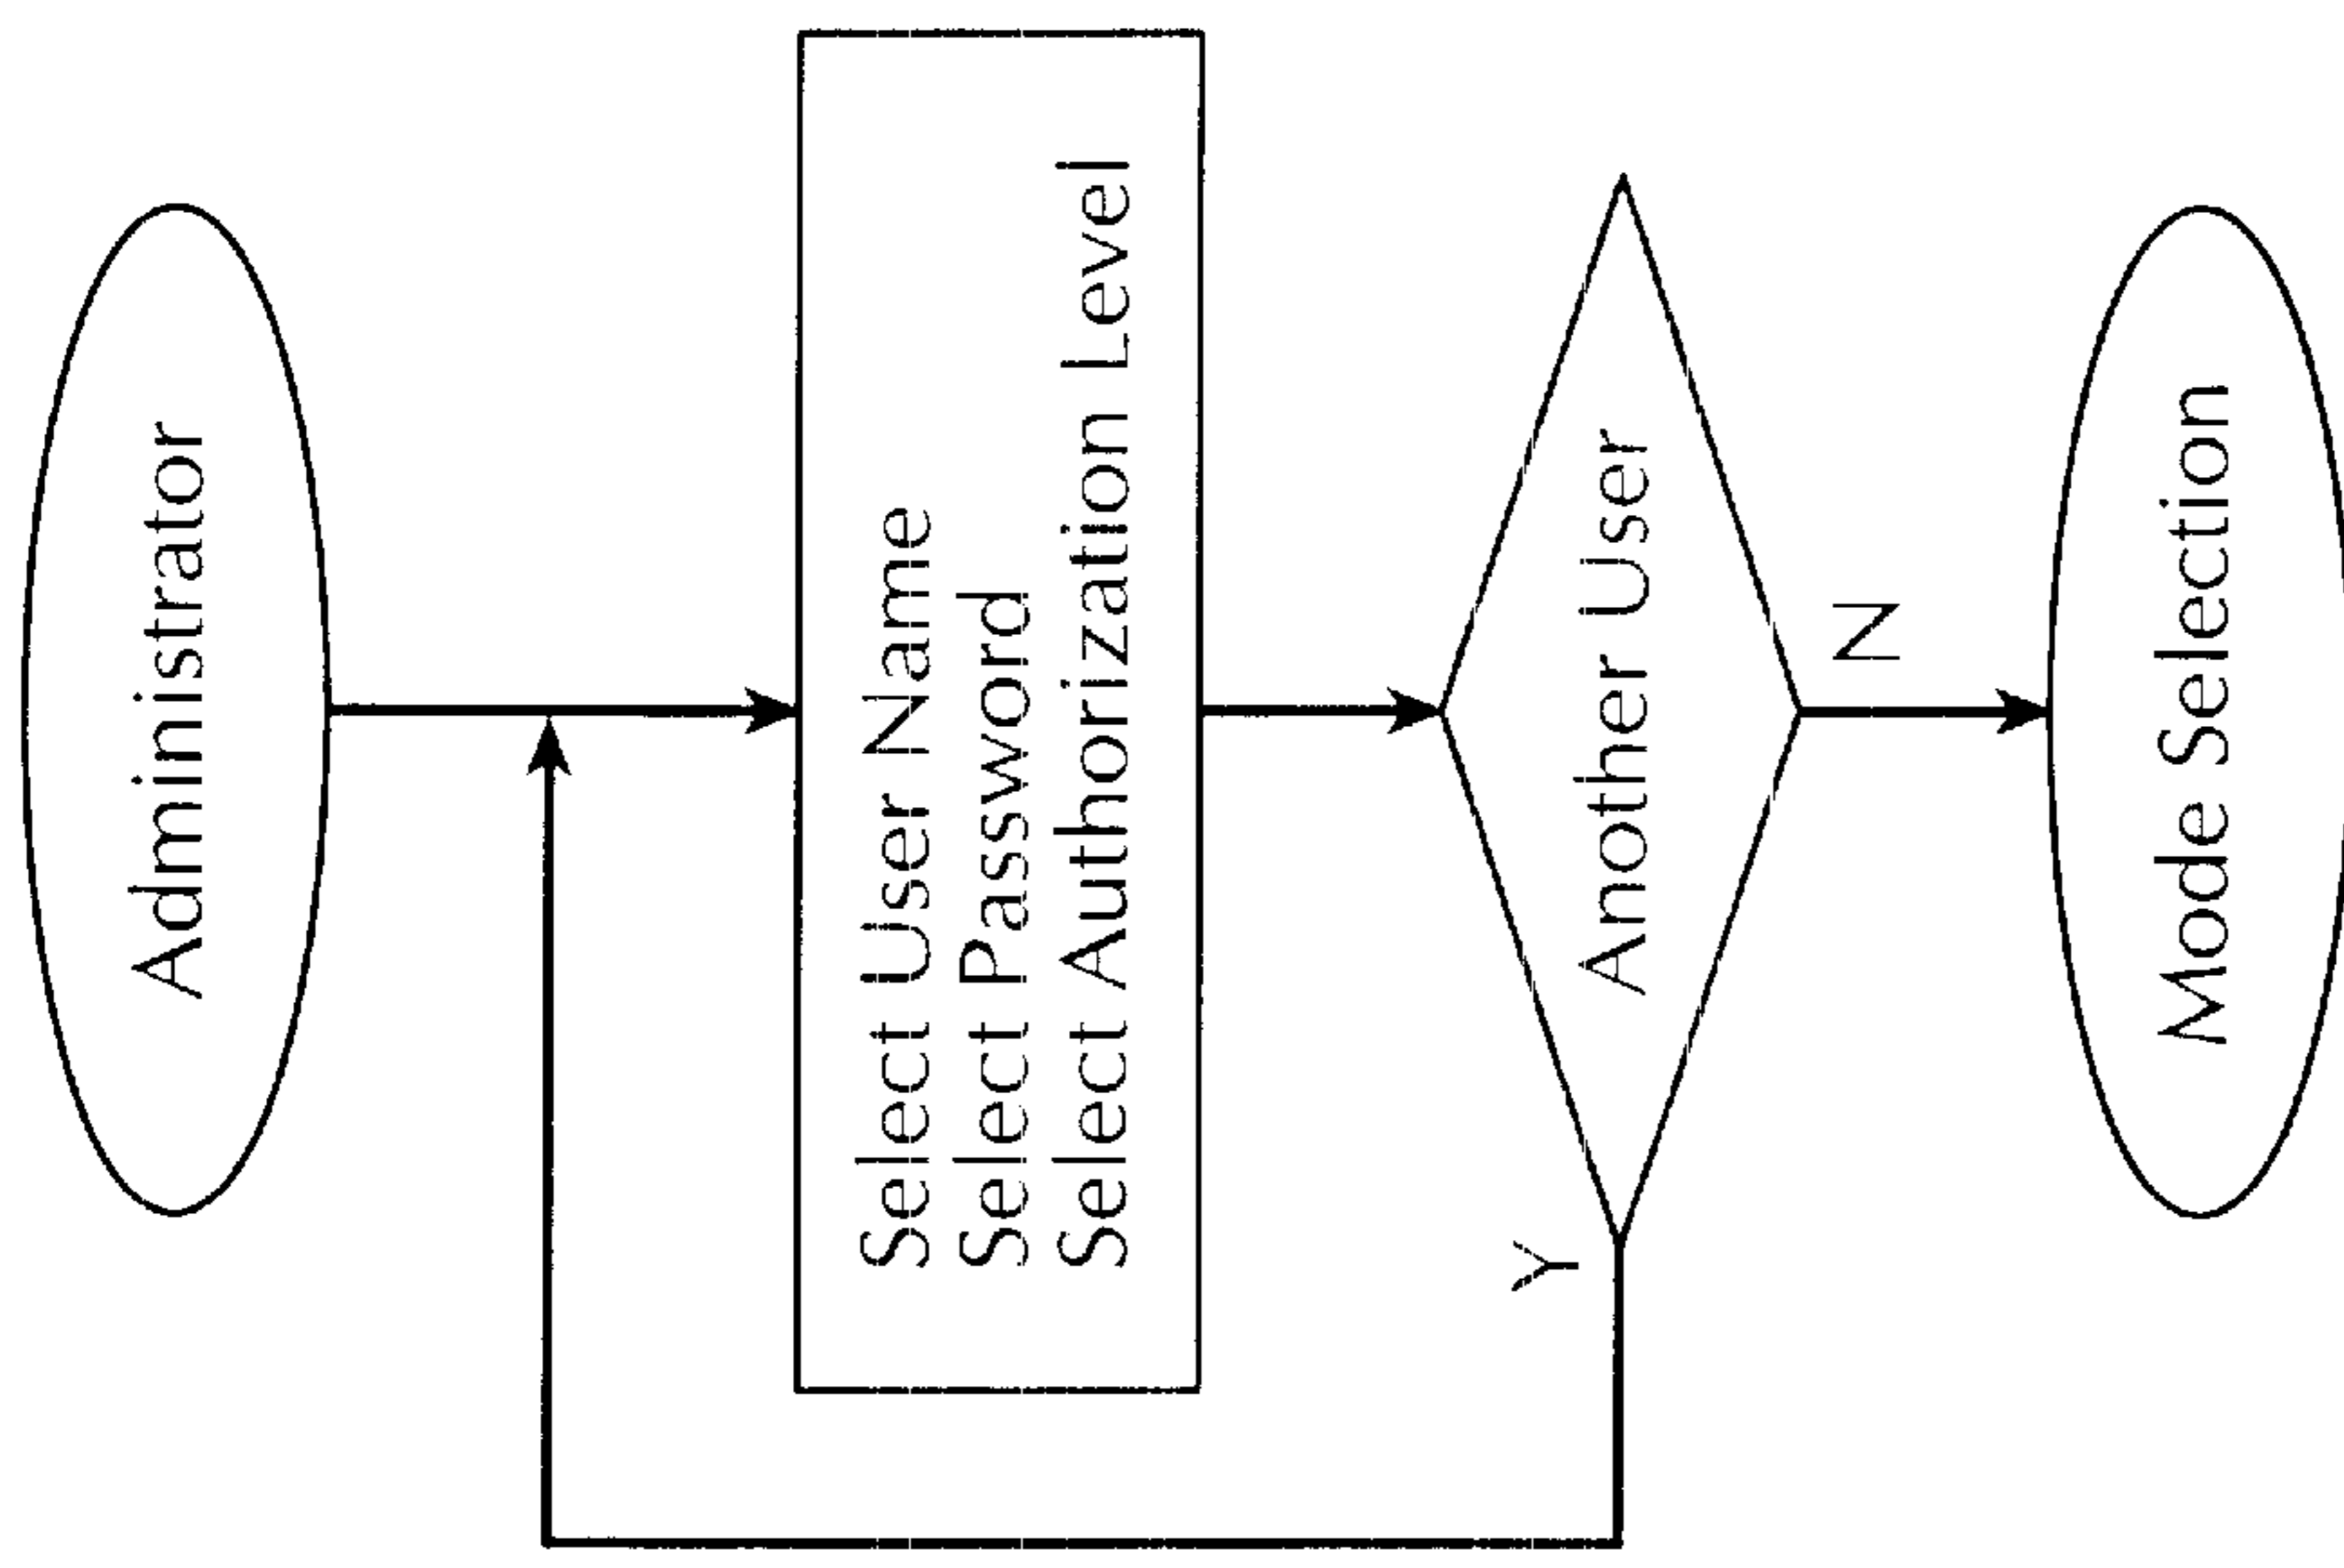 Administrator
Select User Name
Select Password
Select Authorization Level
Another User
Y
N
Mode Selection